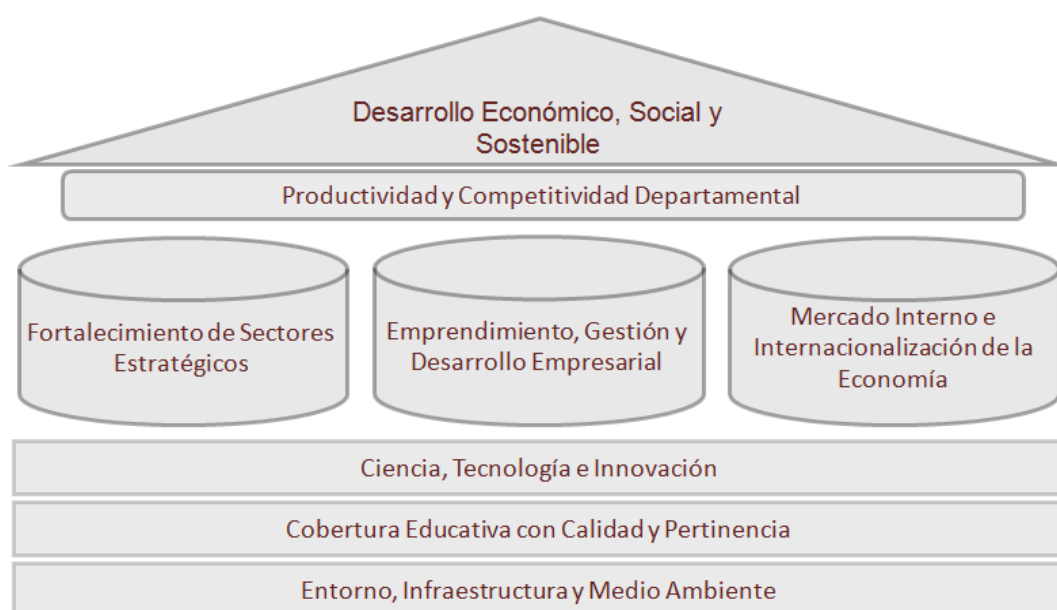 Desarrollo Económico, Social y
Sostenible
Productividad y Competitividad Departamental
Fortalecimiento de Sectores
Estratégicos
Emprendimiento, Gestión y
Desarrollo Empresarial
Mercado Interno e
Internacionalización de la
Economía
Ciencia, Tecnología e Innovación
Cobertura Educativa con Calidad y Pertinencia
Entorno, Infraestructura y Medio Ambiente